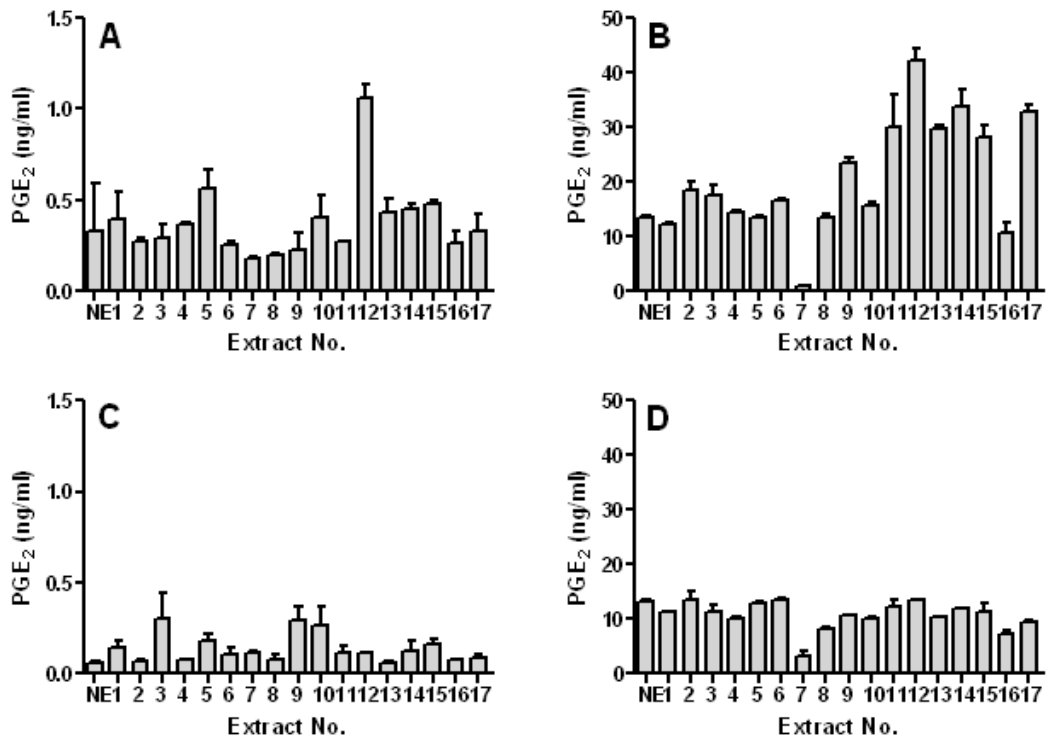 A
PGE₂ (ng/ml)
1.5
1.0
0.5
0.0
NE1 2 3 4 5 6 7 8 9 1011121314151617
Extract No.
B
PGE₂ (ng/ml)
50
40
30
20
10
0
NE1 2 3 4 5 6 7 8 9 1011121314151617
Extract No.
C
PGE₂ (ng/ml)
1.5
1.0
0.5
0.0
NE1 2 3 4 5 6 7 8 9 1011121314151617
Extract No.
D
PGE₂ (ng/ml)
50
40
30
20
10
0
NE1 2 3 4 5 6 7 8 9 1011121314151617
Extract No.